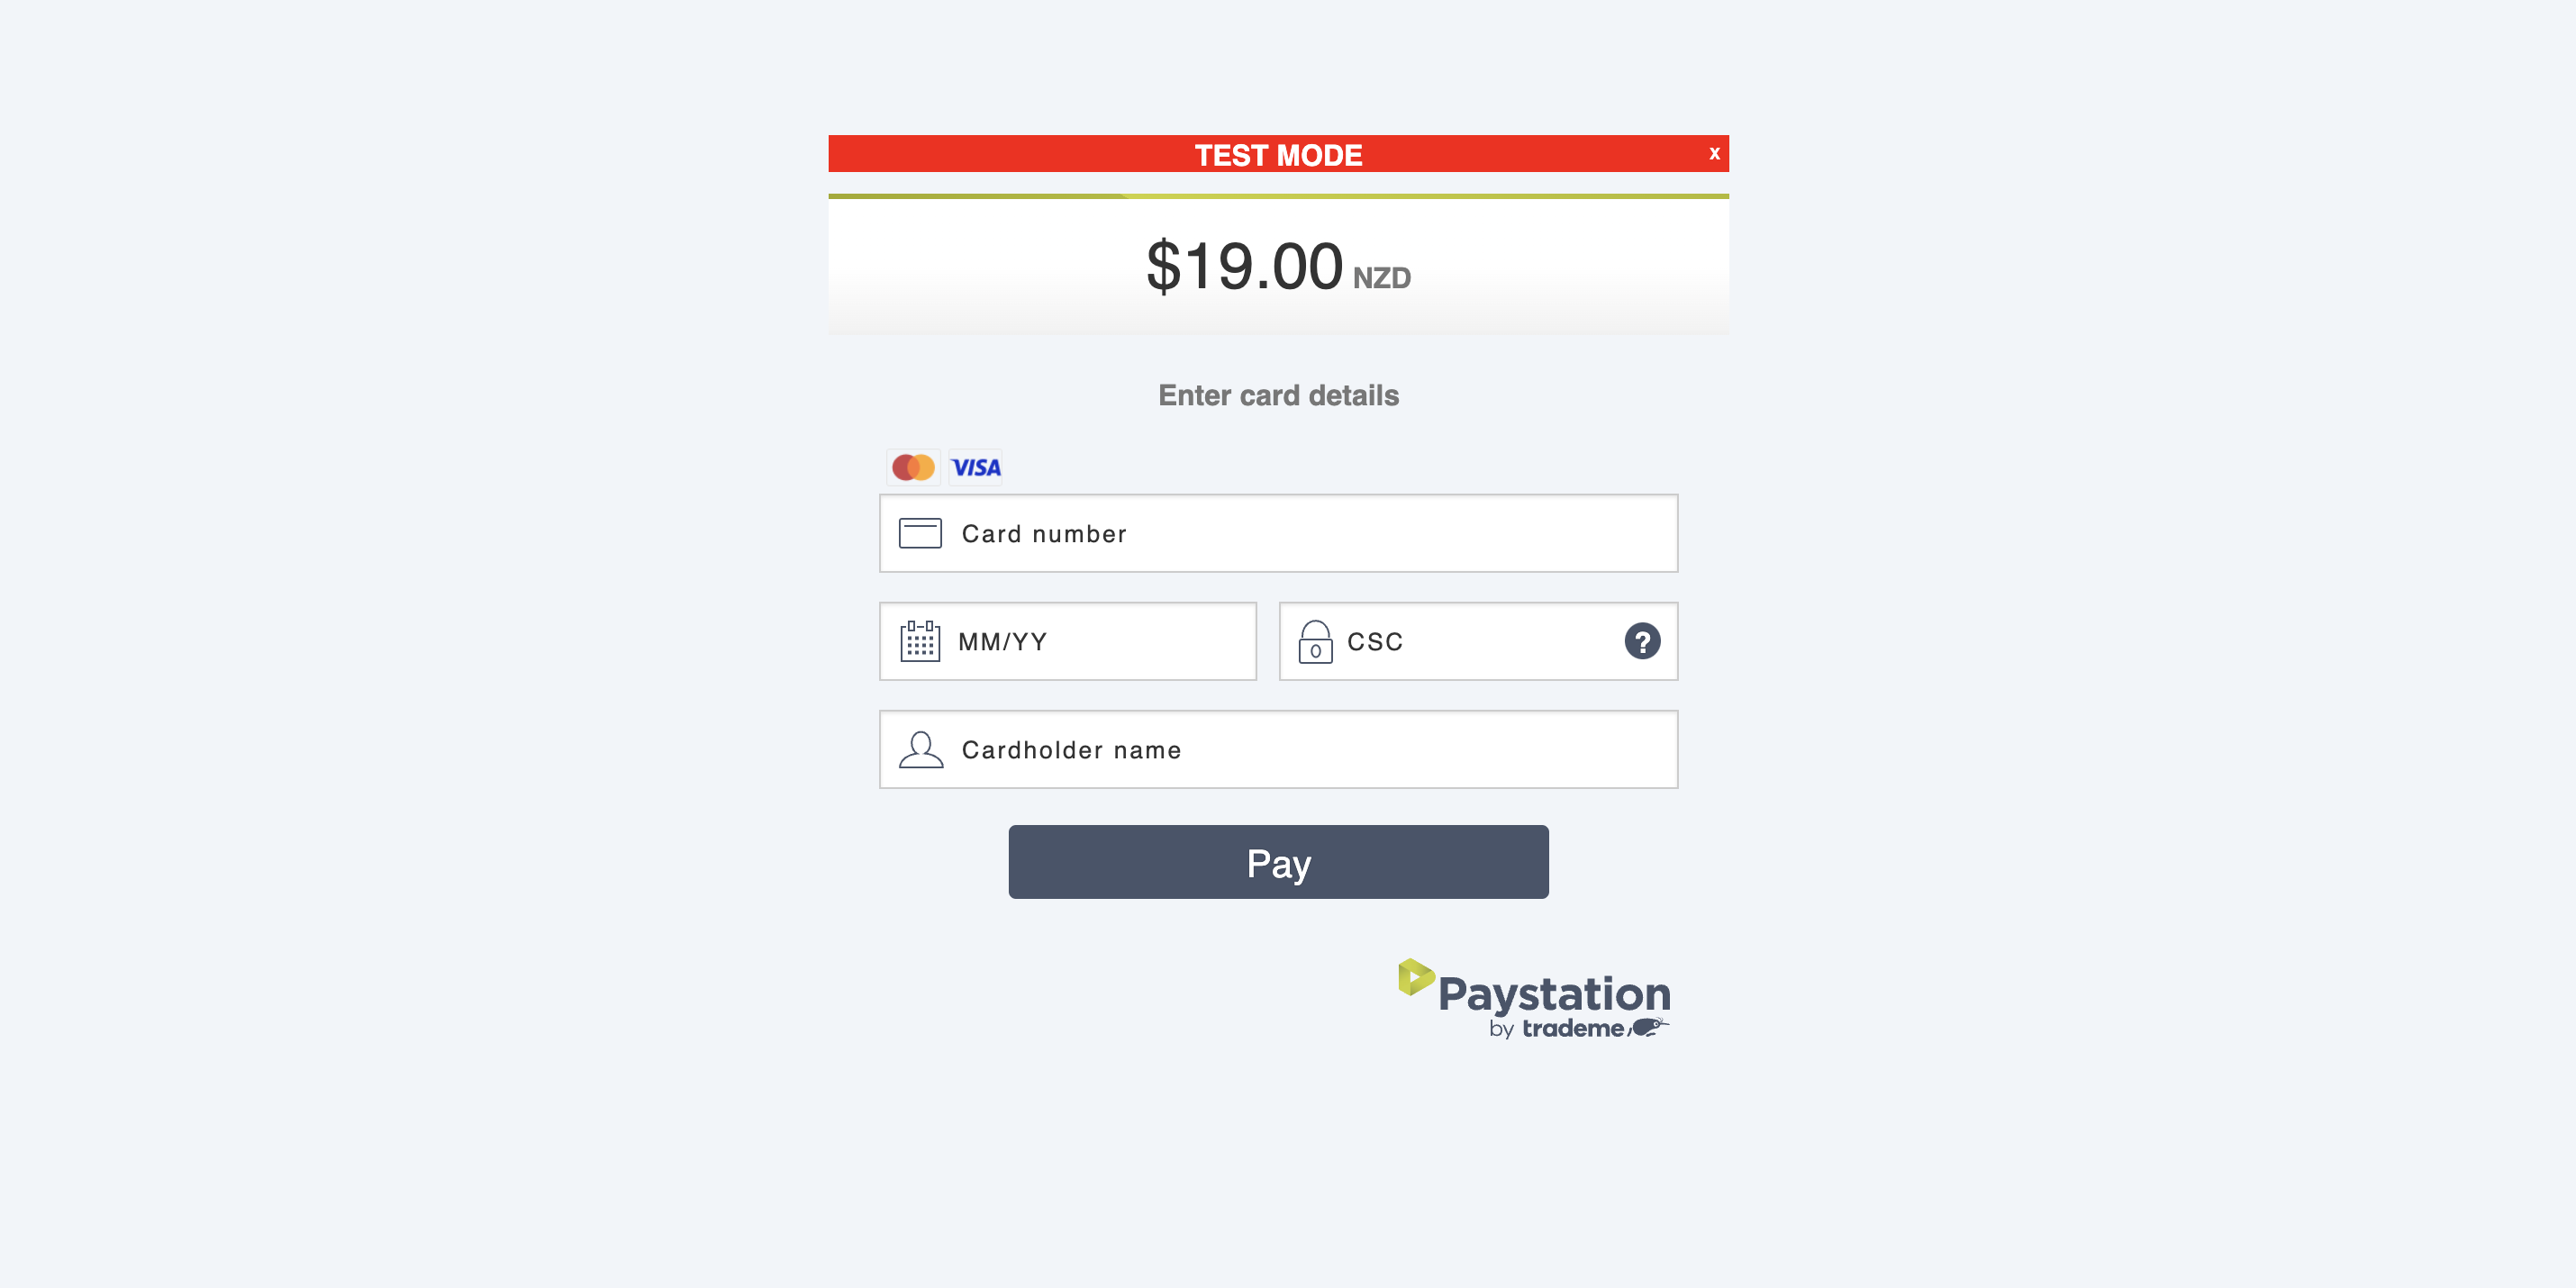 TEST MODE x
$19.00 NZD
Enter card details
VISA
Card number
MM/YY
CSC ?
Cardholder name
Pay
Paystation
by trademe